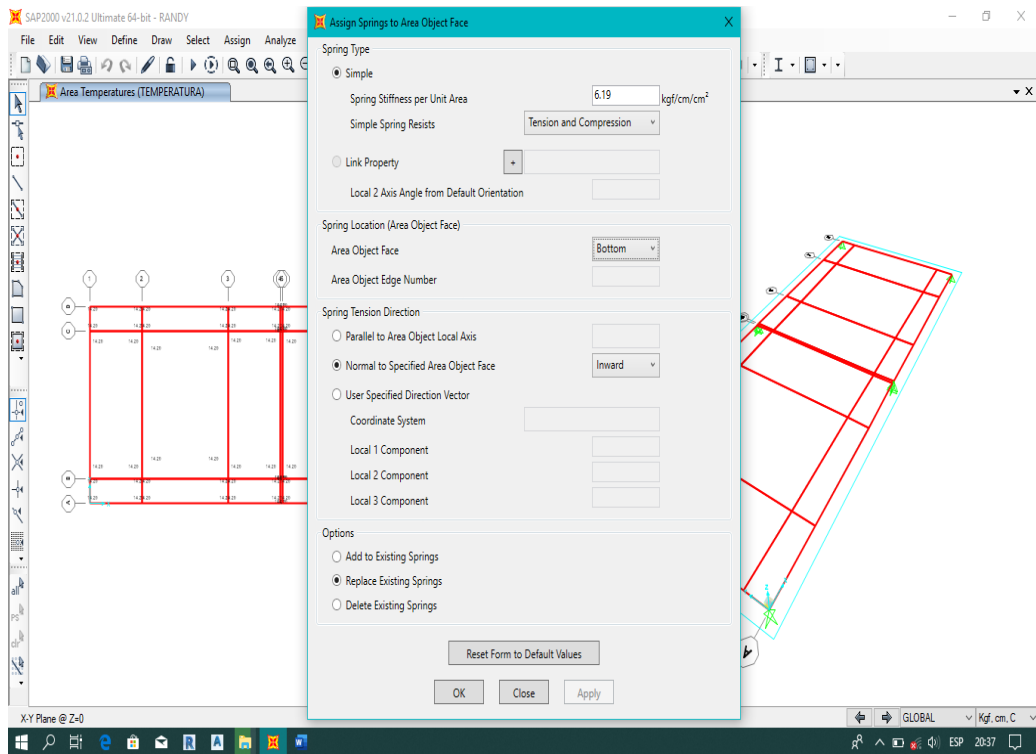 SAP2000 v21.0.2 Ultimate 64-bit - RANDY
File Edit View Define Draw Select Assign Analyze
Area Temperatures (TEMPERATURA)
Assign Springs to Area Object Face
X
Spring Type
Simple
Spring Stiffness per Unit Area 6.19 kgf/cm/cm²
Simple Spring Resists Tension and Compression
Link Property +
Local 2 Axis Angle from Default Orientation
Spring Location (Area Object Face)
Area Object Face Bottom
Area Object Edge Number
Spring Tension Direction
Parallel to Area Object Local Axis
Normal to Specified Area Object Face Inward
User Specified Direction Vector
Coordinate System
Local 1 Component
Local 2 Component
Local 3 Component
Options
Add to Existing Springs
Replace Existing Springs
Delete Existing Springs
Reset Form to Default Values
OK Close Apply
1 2 3
all
ps
clr
A
X-Y Plane @ Z=0
GLOBAL Kgf, cm, C
ESP 20:37